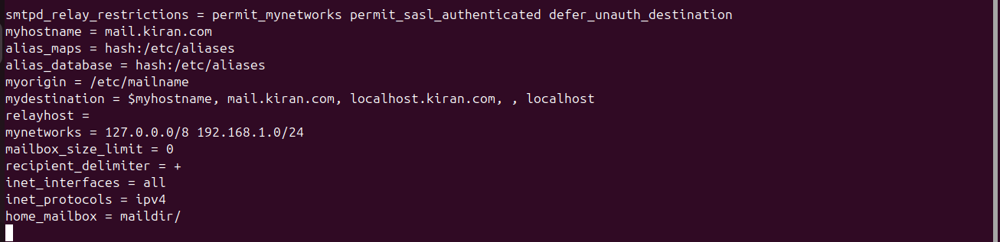 smtpd_relay_restrictions = permit_mynetworks permit_sasl_authenticated defer_unauth_destination
myhostname = mail.kiran.com
alias_maps = hash:/etc/aliases
alias_database = hash:/etc/aliases
myorigin = /etc/mailname
mydestination = $myhostname, mail.kiran.com, localhost.kiran.com, , localhost
relayhost =
mynetworks = 127.0.0.0/8 192.168.1.0/24
mailbox_size_limit = 0
recipient_delimiter = +
inet_interfaces = all
inet_protocols = ipv4
home_mailbox = maildir/